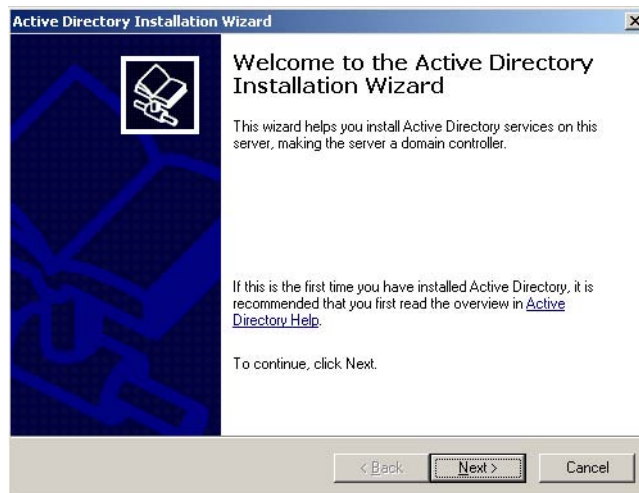 Active Directory Installation Wizard
Welcome to the Active Directory
Installation Wizard
This wizard helps you install Active Directory services on this
server, making the server a domain controller.
If this is the first time you have installed Active Directory, it is
recommended that you first read the overview in Active
Directory Help.
To continue, click Next.
< Back
Next >
Cancel